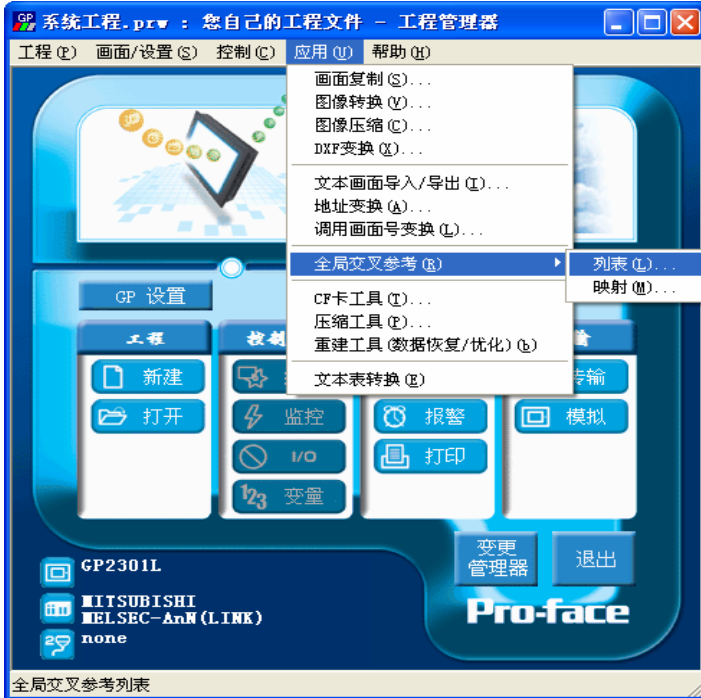 GP 系统工程.prw : 您自己的工程文件 - 工程管理器
工程(P) 画面/设置(S) 控制(C) 应用(U) 帮助(H)
画面复制(S)...
图像转换(V)...
图像压缩(C)...
DXF变换(X)...
文本画面导入/导出(I)...
地址变换(A)...
调用画面号变换(L)...
全局交叉参考(R)
列表(L)...
映射(M)...
CF卡工具(T)...
压缩工具(P)...
重建工具(数据恢复/优化)(b)
文本表转换(E)
GP 设置
工程
新建
打开
监控
I/O
123 变量
报警
打印
传输
模拟
变更
管理器
退出
GP2301L
MITSUBISHI
MELSEC-AnN(LINK)
none
Pro-face
全局交叉参考列表